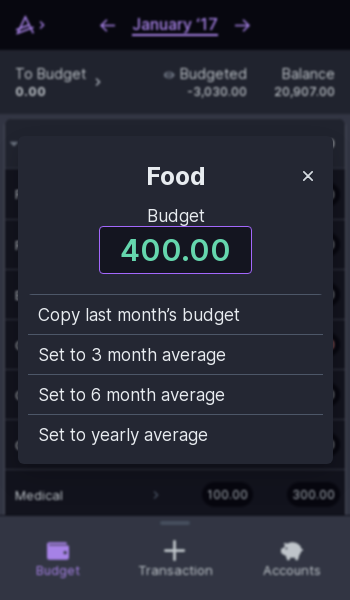 January '17
To Budget
Budgeted
Balance
0.00
-3,030.00
20,907.00
Food
Budget
400.00
Copy last month's budget
Set to 3 month average
Set to 6 month average
Set to yearly average
Medical
100.00
300.00
Budget
Transaction
Accounts